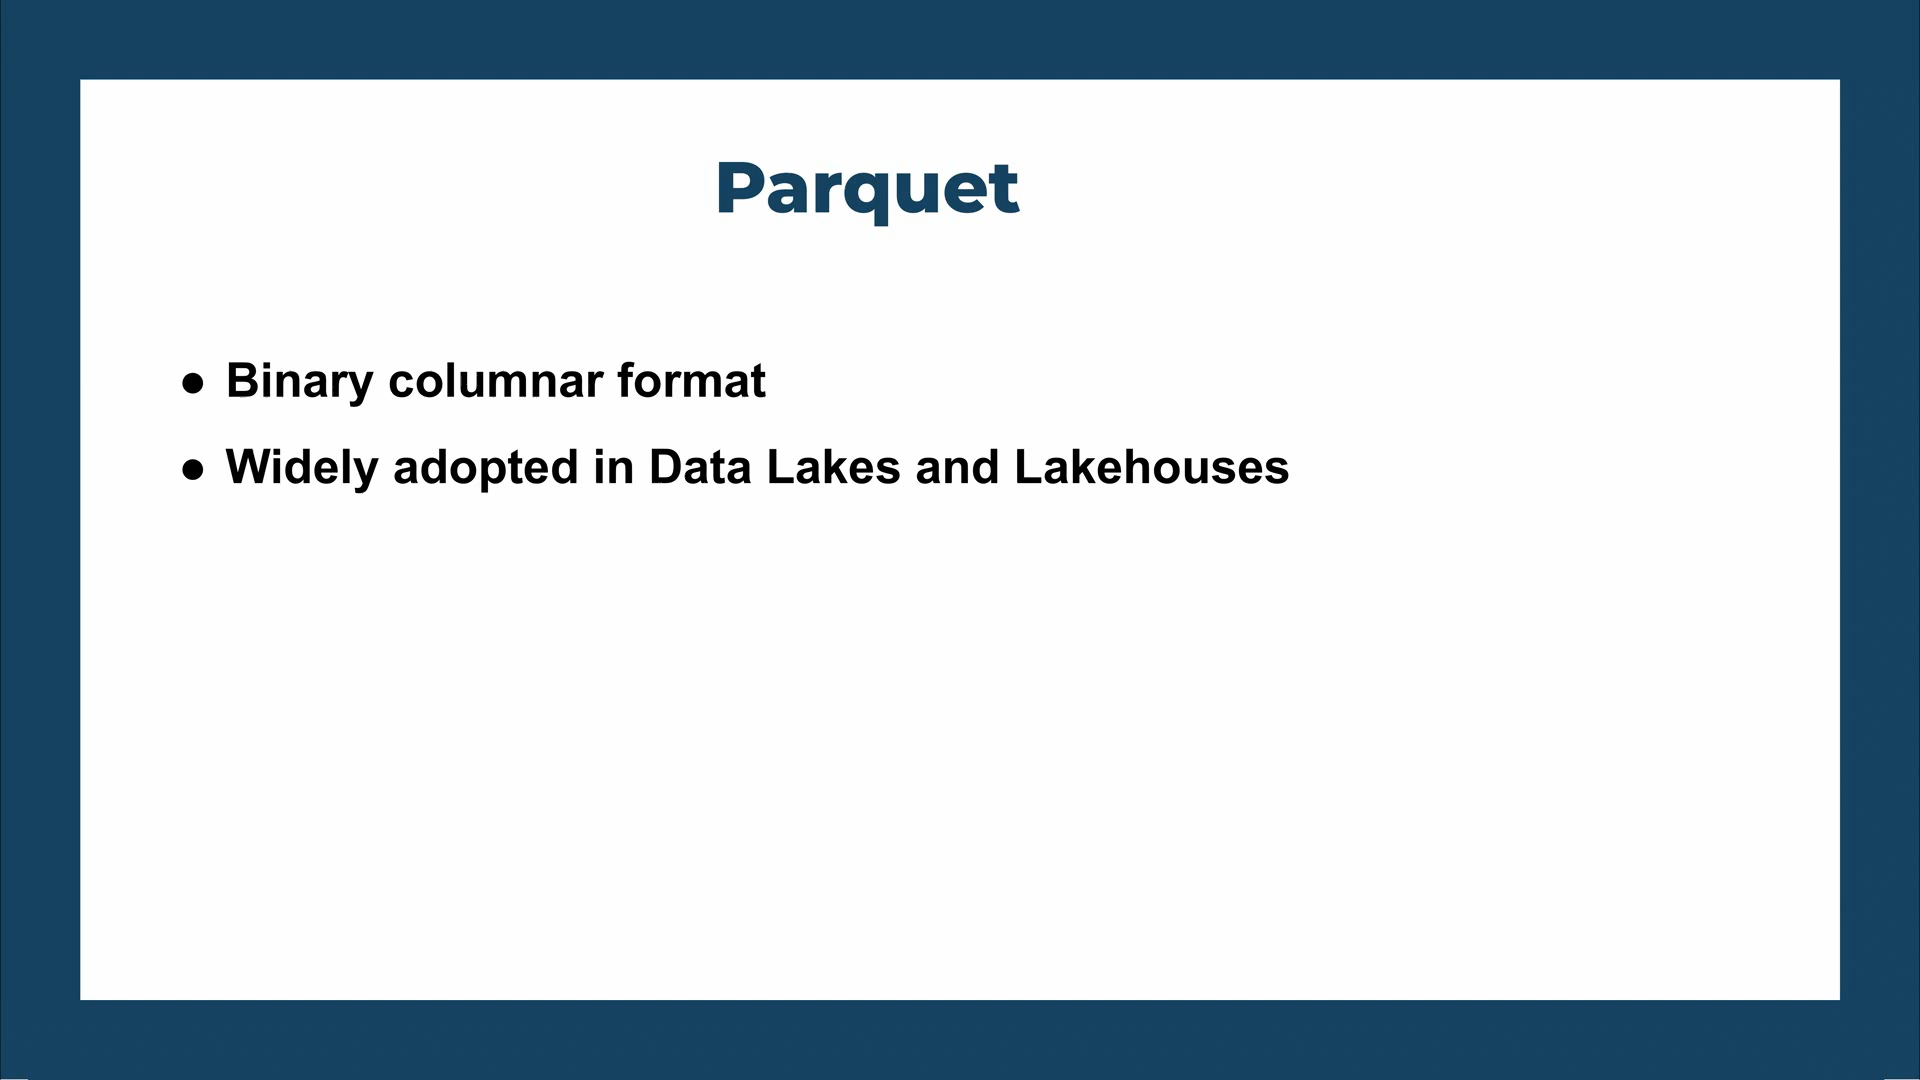 Parquet
● Binary columnar format
● Widely adopted in Data Lakes and Lakehouses